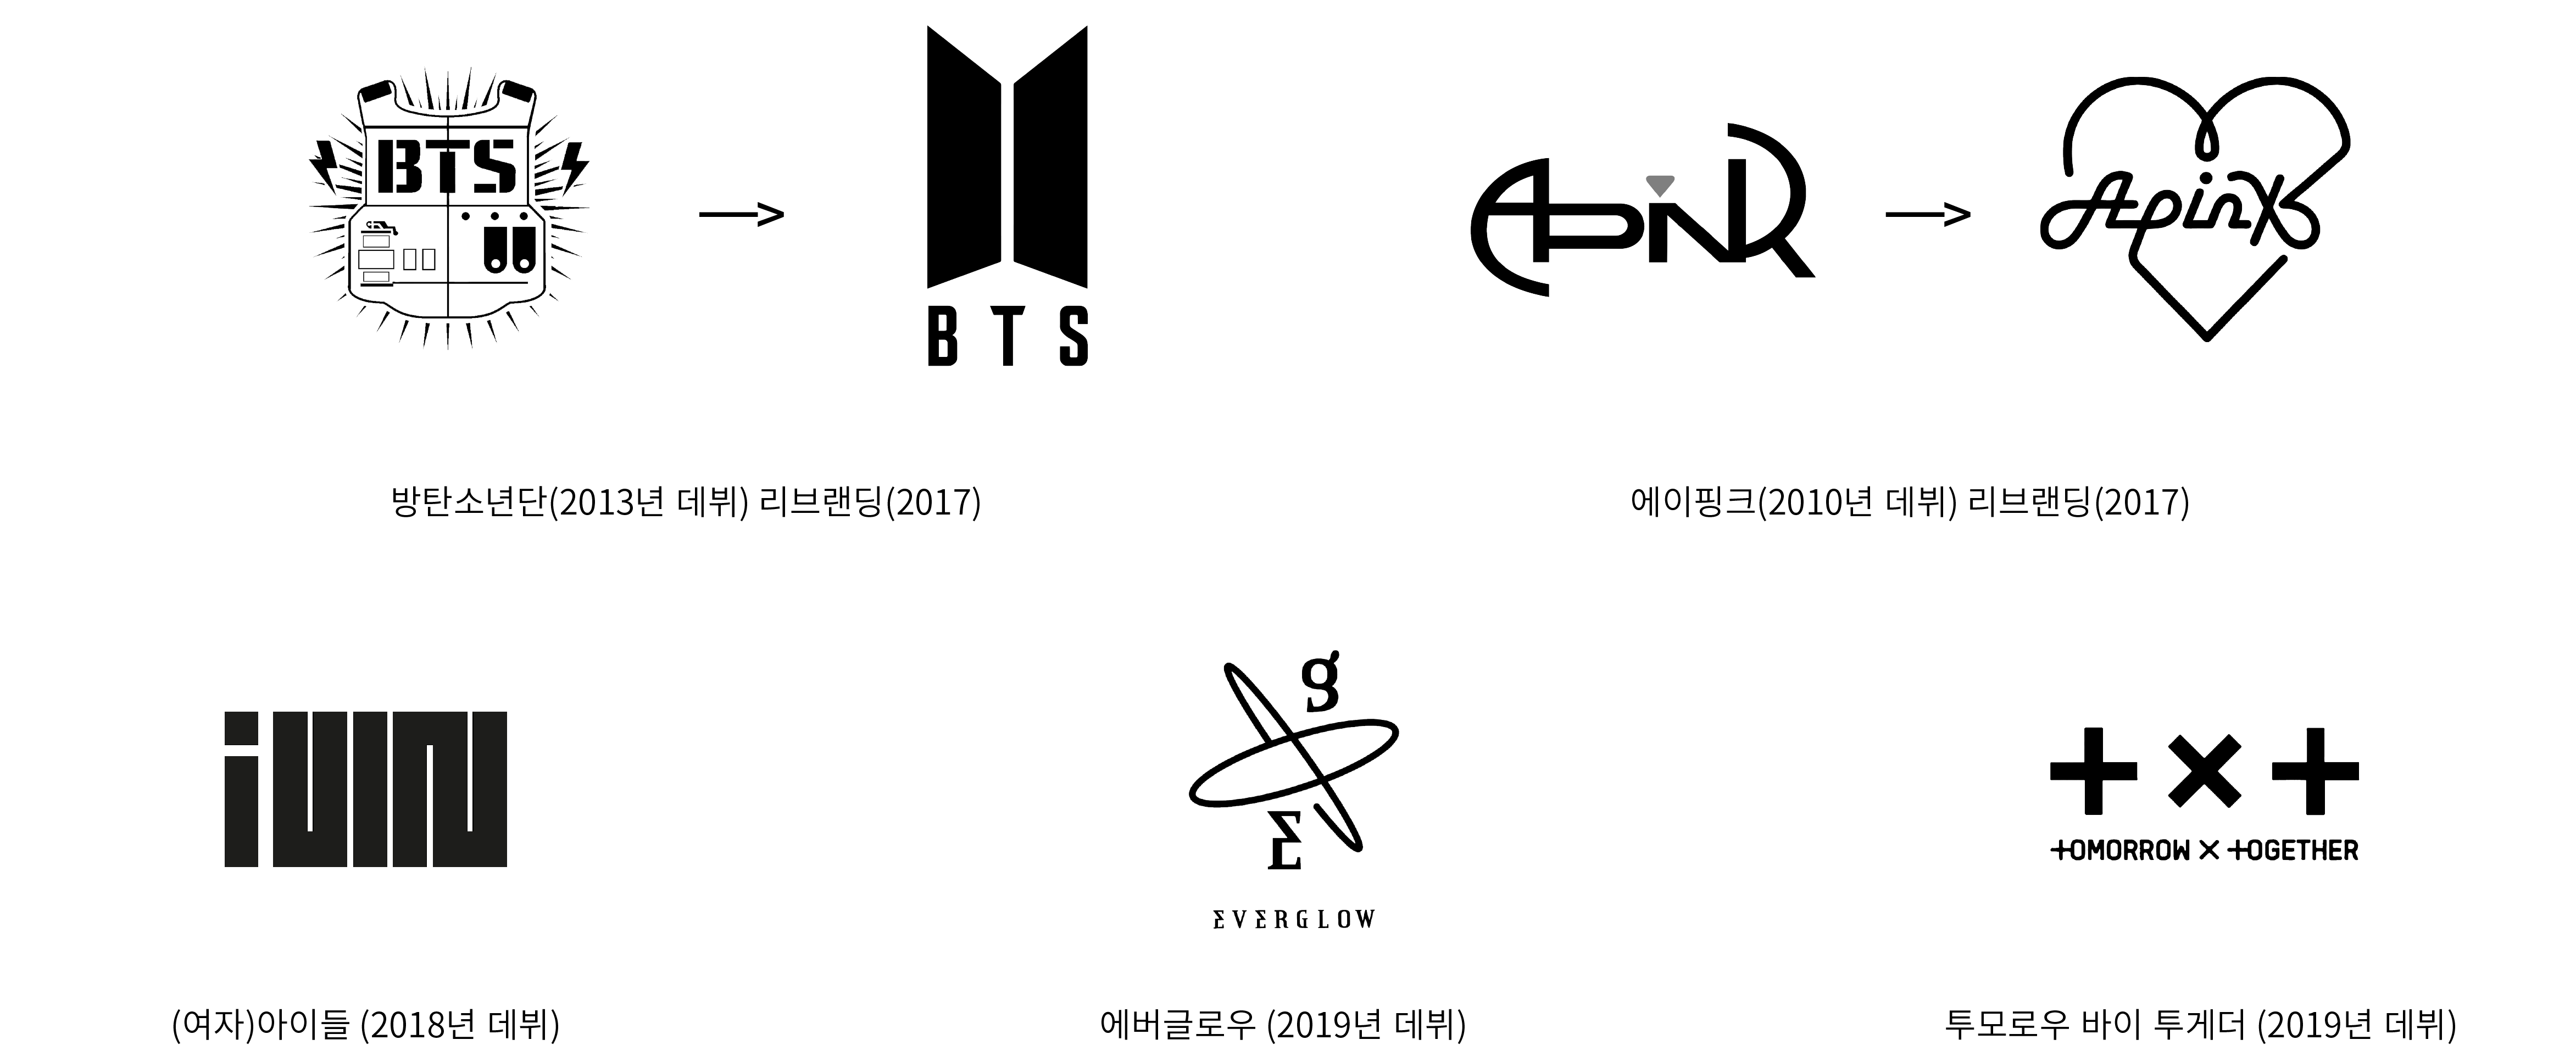 BTS
—>
BTS
Apink
—>
Apink
방탄소년단(2013년 데뷔) 리브랜딩(2017)
에이핑크(2010년 데뷔) 리브랜딩(2017)
g
E
EVERGLOW
TXT
TOMORROW X TOGETHER
(여자)아이들 (2018년 데뷔)
에버글로우 (2019년 데뷔)
투모로우 바이 투게더 (2019년 데뷔)